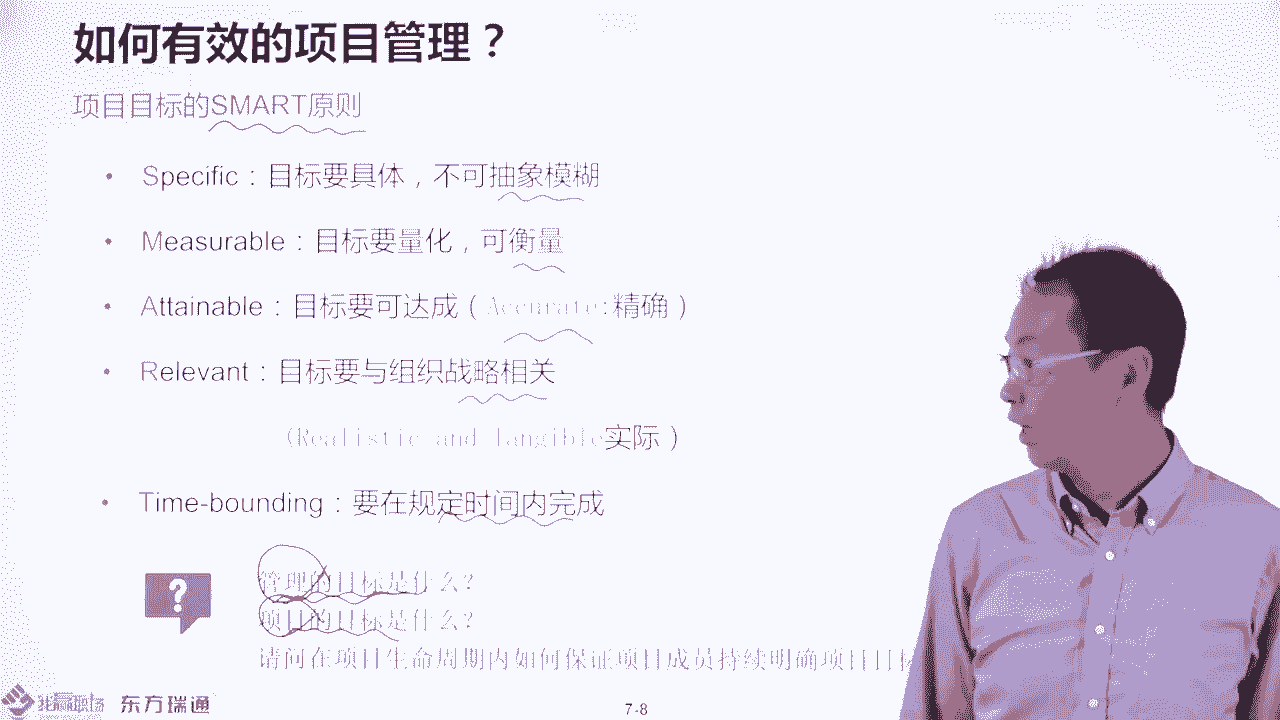 如何有效的项目管理？
项目目标的SMART原则
• Specific：目标要具体，不可抽象模糊
• Measurable：目标要量化，可衡量
• Attainable：目标要可达成（Accurate:精确）
• Relevant：目标要与组织战略相关
（Realistic and Tangible实际）
• Time-bounding：要在规定时间内完成
?
管理的目标是什么?
项目的目标是什么?
请问在项目生命周期内如何保证项目成员持续明确项目目标
职场 东方瑞通
7-8